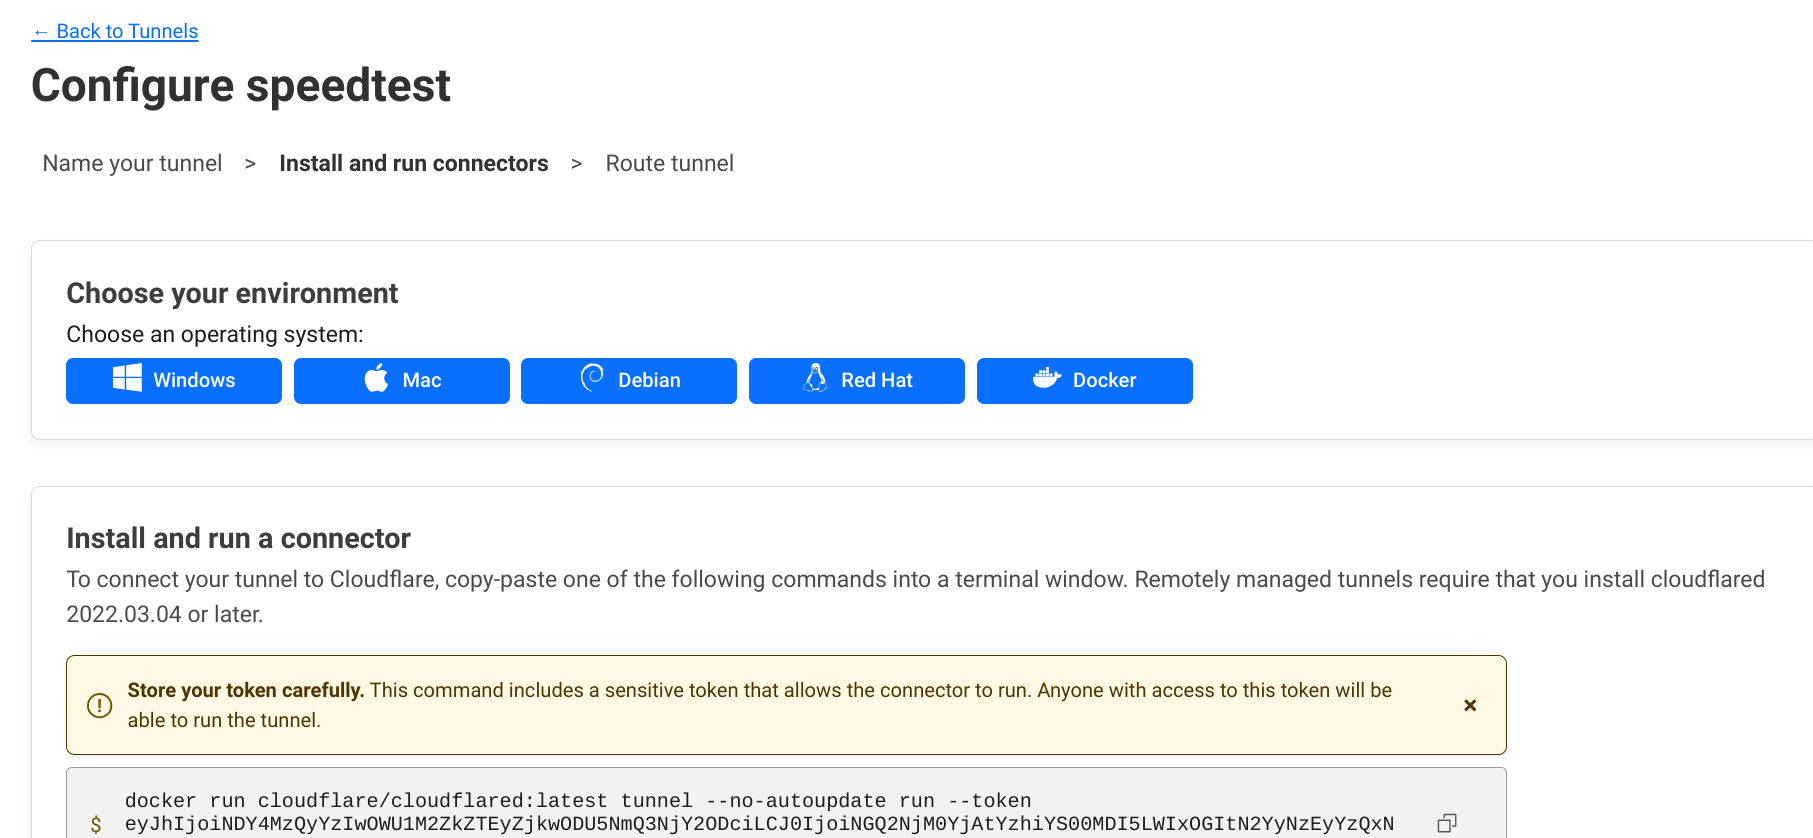 ← Back to Tunnels
Configure speedtest
Name your tunnel > Install and run connectors > Route tunnel
Choose your environment
Choose an operating system:
Windows Mac Debian Red Hat Docker
Install and run a connector
To connect your tunnel to Cloudflare, copy-paste one of the following commands into a terminal window. Remotely managed tunnels require that you install cloudflared
2022.03.04 or later.
Store your token carefully. This command includes a sensitive token that allows the connector to run. Anyone with access to this token will be
able to run the tunnel.
docker run cloudflare/cloudflared:latest tunnel --no-autoupdate run --token
$ eyJhIjoiNDY4MzQyYzIwOWU1M2ZkZTEyZjkwODU5NmQ3NjY2ODciLCJ0IjoiNGQ2NjM0YjAtYzhiYS00MDI5LWIxOGItN2YyNzEyYzQxN